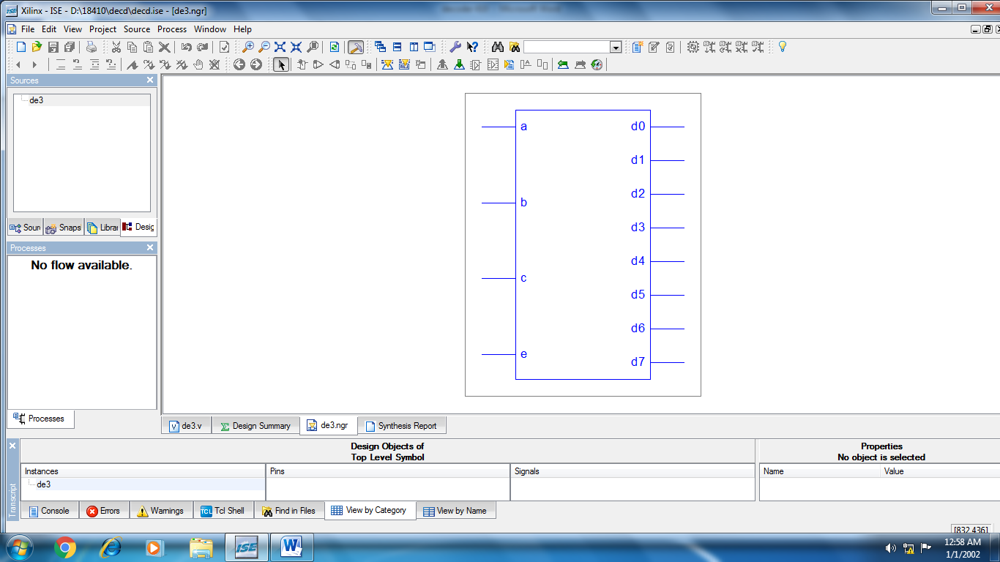 Xilinx - ISE - D:\18410\decd\decd.ise - [de3.ngr]
File Edit View Project Source Process Window Help
Sources
de3
Sour Snaps Librar Desig
Processes
No flow available.
Processes
a
b
c
e
d0
d1
d2
d3
d4
d5
d6
d7
de3.v Design Summary de3.ngr Synthesis Report
Transcript
Design Objects of
Top Level Symbol
Properties
No object is selected
Instances Pins Signals Name Value
de3
Console Errors Warnings TCL Tcl Shell Find in Files View by Category View by Name
[832,436]
ISE
12:58 AM
1/1/2002